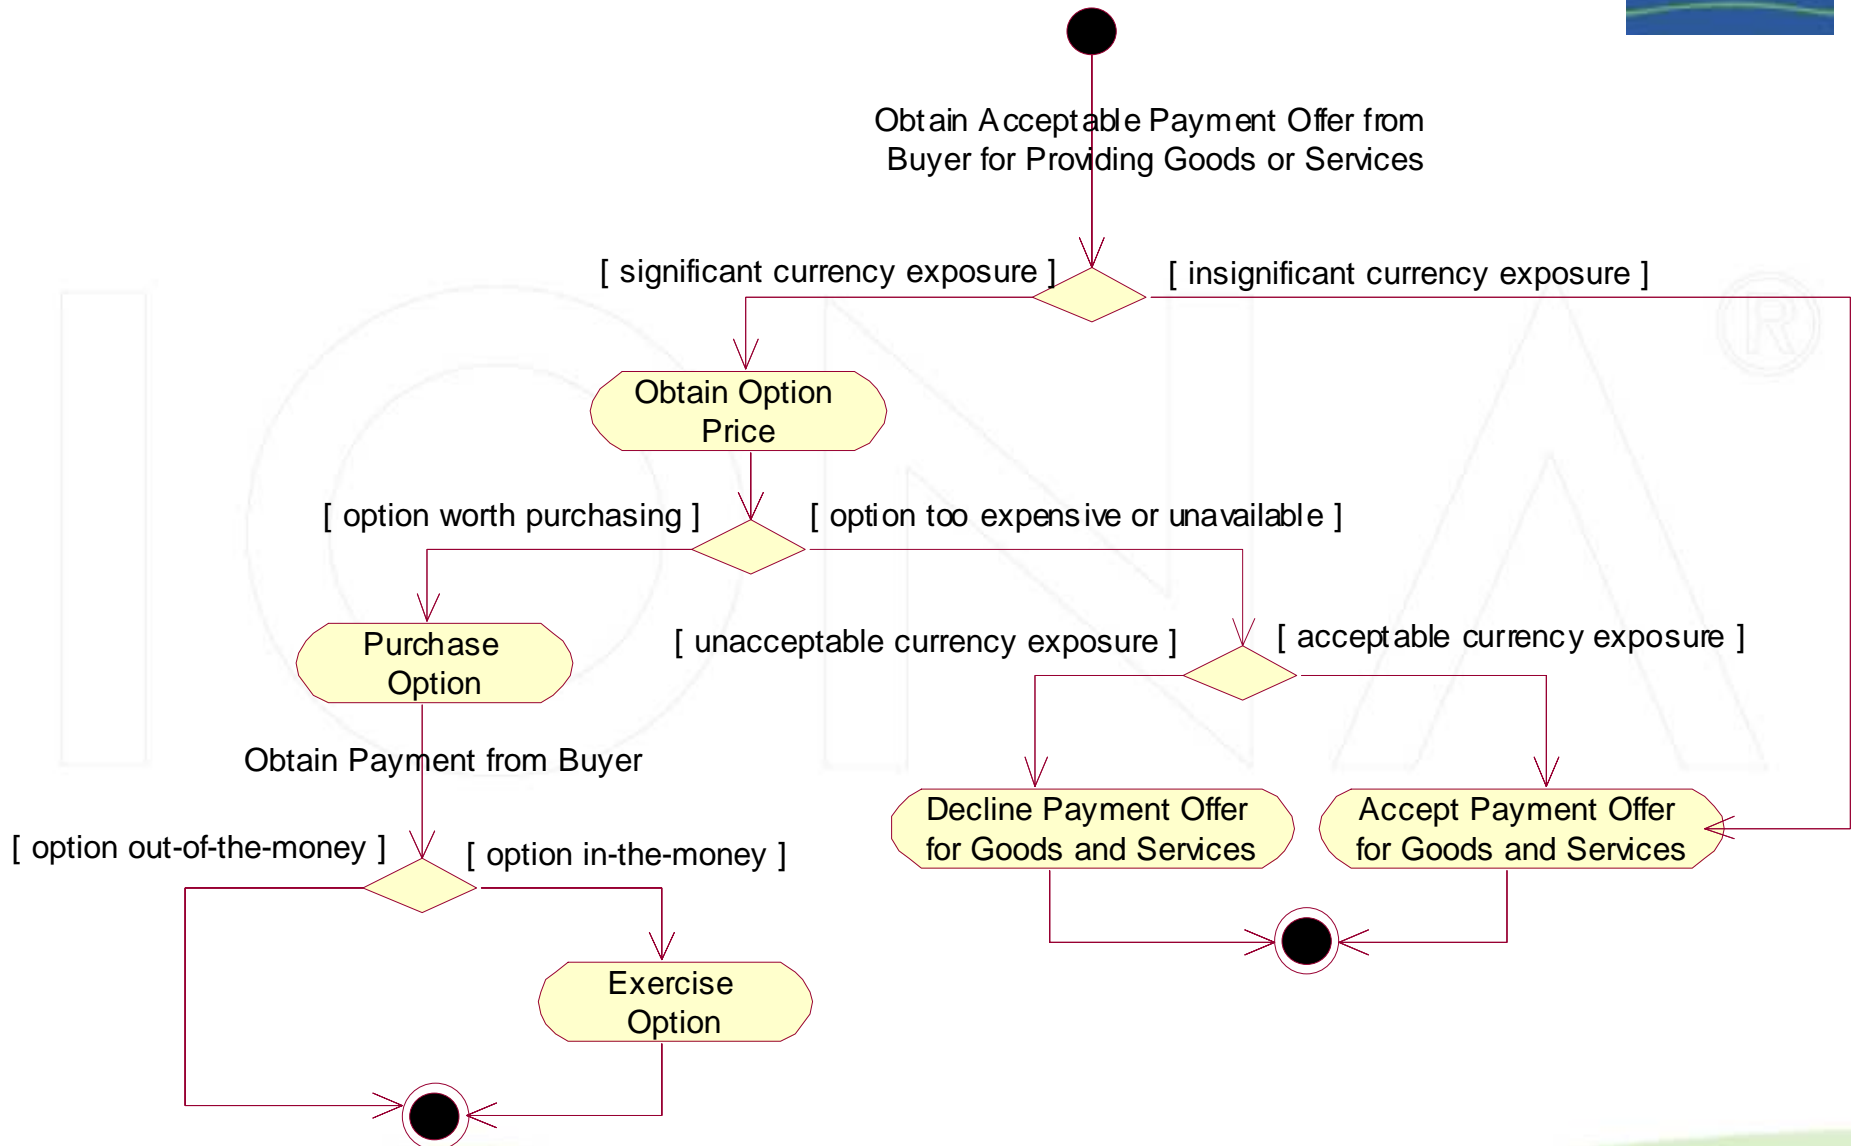 Obtain Acceptable Payment Offer from
Buyer for Providing Goods or Services
[ significant currency exposure ]
[ insignificant currency exposure ]
Obtain Option
Price
[ option worth purchasing ]
[ option too expensive or unavailable ]
Purchase
Option
[ unacceptable currency exposure ]
[ acceptable currency exposure ]
Obtain Payment from Buyer
Decline Payment Offer
for Goods and Services
Accept Payment Offer
for Goods and Services
[ option out-of-the-money ]
[ option in-the-money ]
Exercise
Option
IONA ®